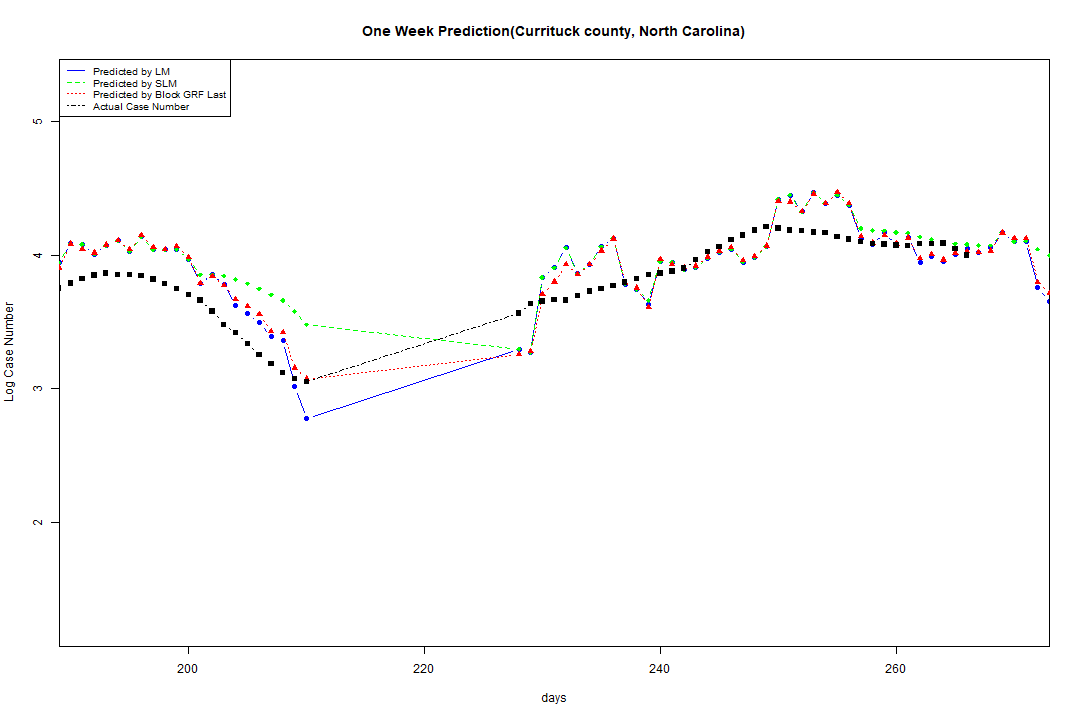 One Week Prediction(Currituck county, North Carolina)
Predicted by LM
Predicted by SLM
Predicted by Block GRF Last
Actual Case Number
5
4
3
2
Log Case Number
200 220 240 260
days